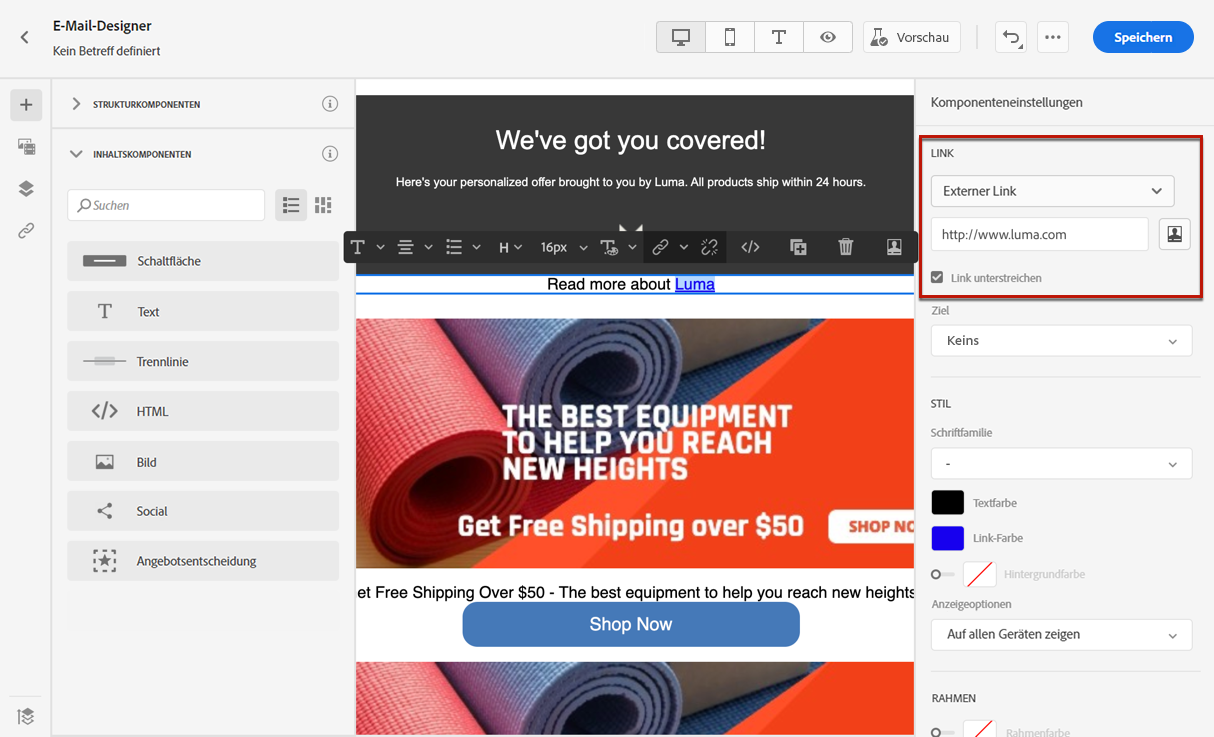 E-Mail-Designer
Kein Betreff definiert
Vorschau
Speichern
STRUKTURKOMPONENTEN
INHALTSKOMPONENTEN
Suchen
Schaltfläche
Text
Trennlinie
HTML
Bild
Social
Angebotsentscheidung
We've got you covered!
Here's your personalized offer brought to you by Luma. All products ship within 24 hours.
H
16px
Read more about Luma
THE BEST EQUIPMENT
TO HELP YOU REACH
NEW HEIGHTS
Get Free Shipping over $50
SHOP NO
et Free Shipping Over $50 - The best equipment to help you reach new heights
Shop Now
Komponenteneinstellungen
LINK
Externer Link
http://www.luma.com
Link unterstreichen
Ziel
Keins
STIL
Schriftfamilie
-
Textfarbe
Link-Farbe
Hintergrundfarbe
Anzeigeoptionen
Auf allen Geräten zeigen
RAHMEN
Rahmenfarbe